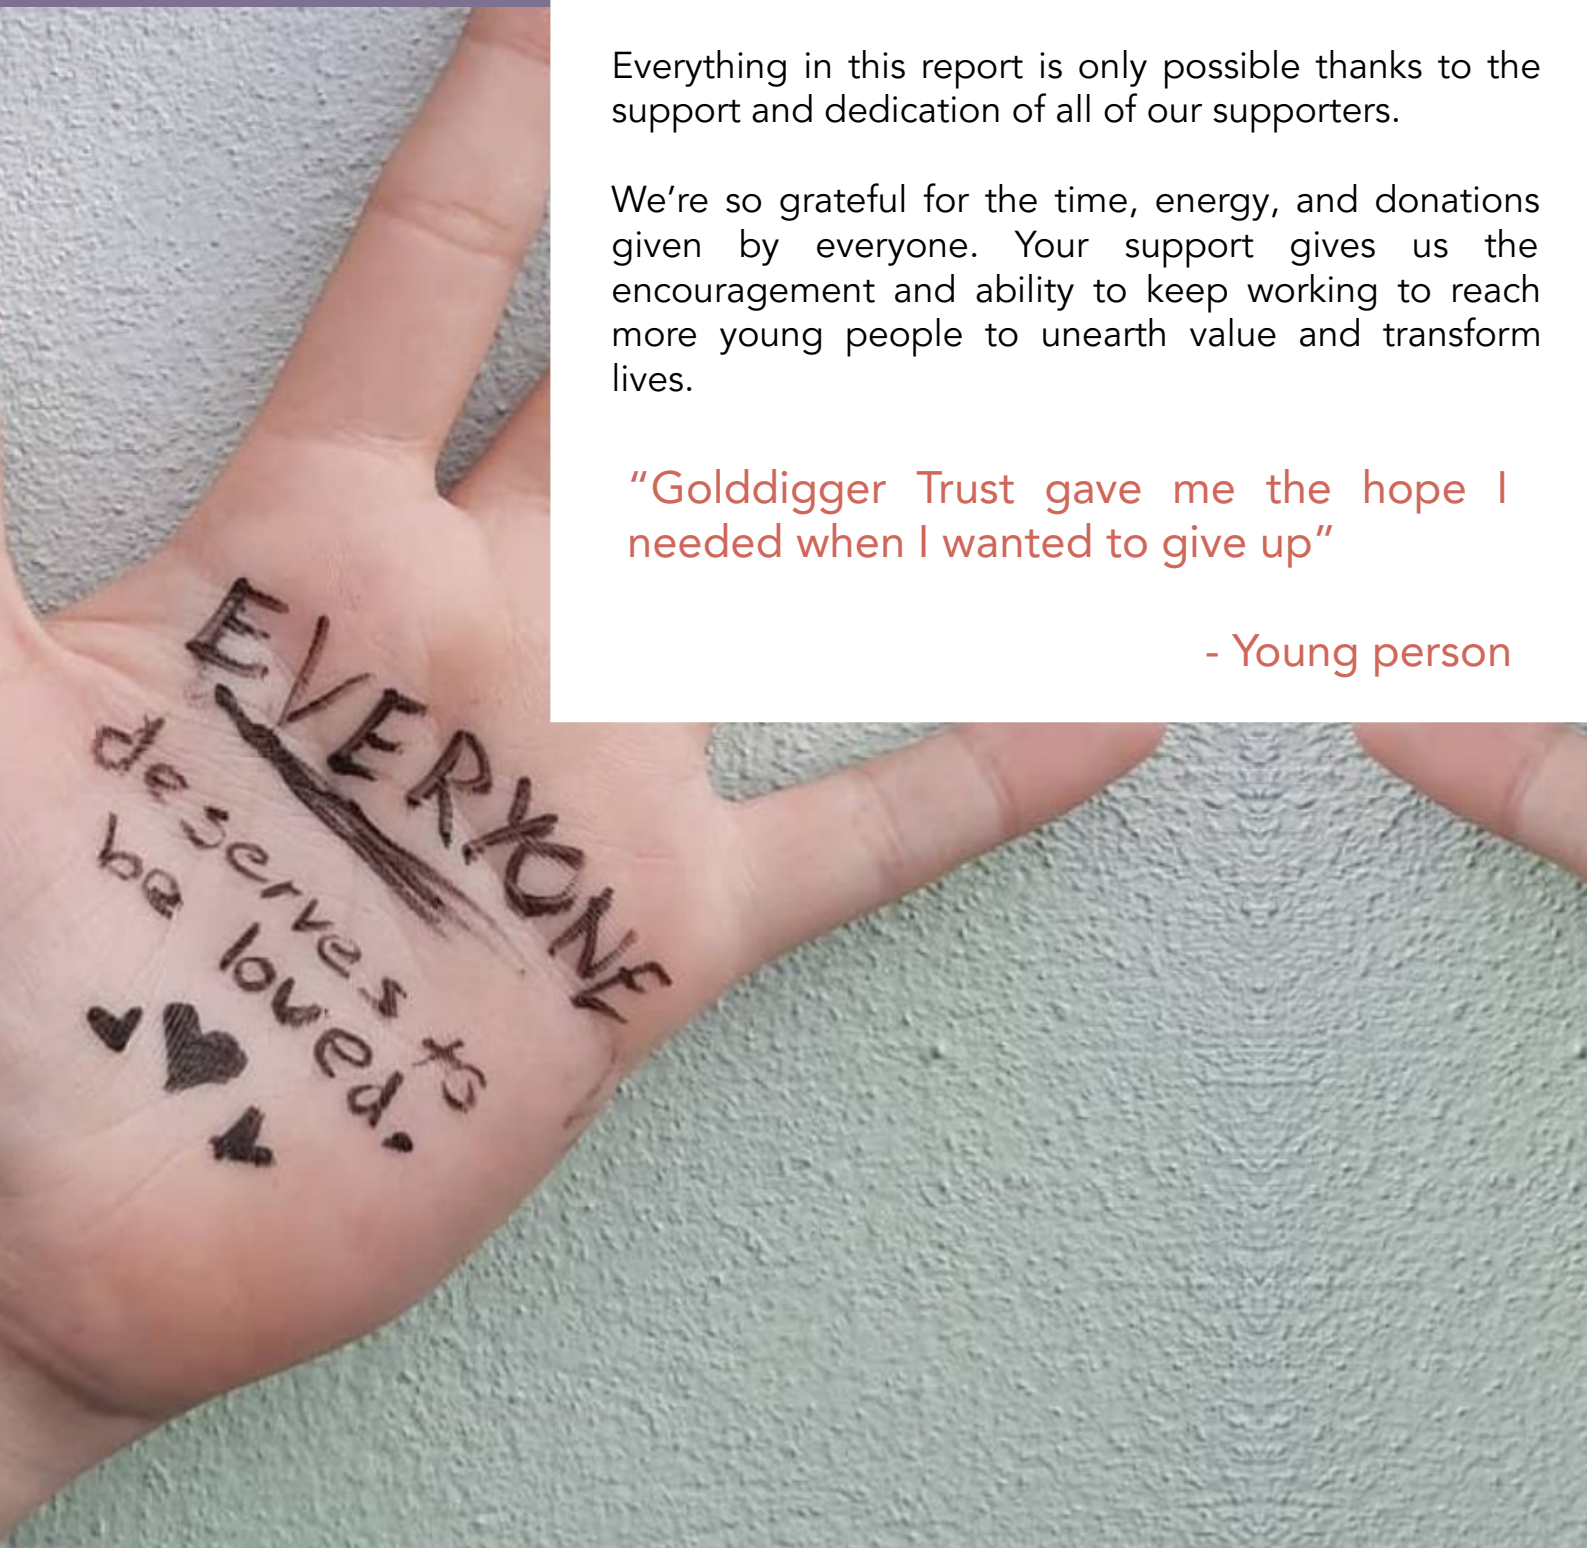 Everything in this report is only possible thanks to the
support and dedication of all of our supporters.
We're so grateful for the time, energy, and donations
given by everyone. Your support gives us the
encouragement and ability to keep working to reach
more young people to unearth value and transform
lives.
“Golddigger Trust gave me the hope I
needed when I wanted to give up”
- Young person
EVERYONE
deserves to
be loved.